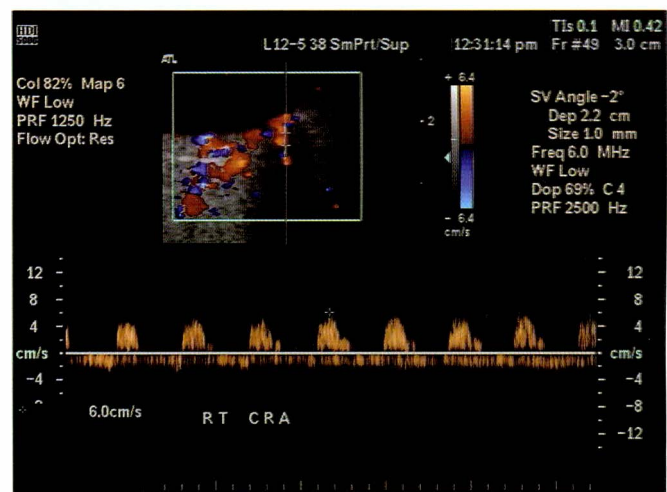 HDI
5000
TIs 0.1 MI 0.42
L12-5 38 SmPrt/Sup 12:31:14 pm Fr #49 3.0 cm
ATL
Col 82% Map 6
WF Low
PRF 1250 Hz
Flow Opt: Res
+ 6.4
- 2
- 6.4
cm/s
SV Angle -2°
Dep 2.2 cm
Size 1.0 mm
Freq 6.0 MHz
WF Low
Dop 69% C 4
PRF 2500 Hz
12 12
8 8
4 4
cm/s cm/s
-4 -4
-8
-12
6.0cm/s
RT CRA